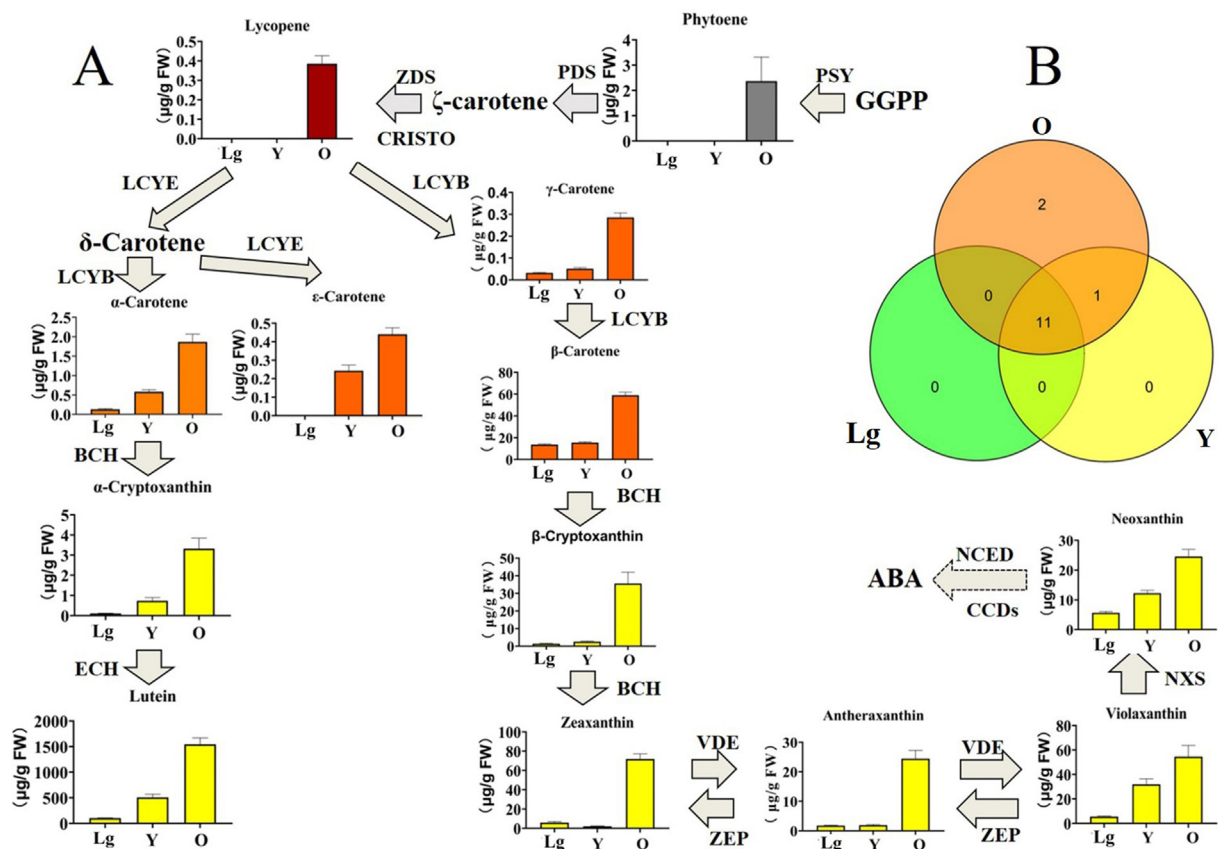 A
Lycopene
(μg/g FW)
0.5
0.4
0.3
0.2
0.1
0.0
Lg Y O
ZDS
ζ-carotene
CRISTO
PDS
Phytoene
(μg/g FW)
4
3
2
1
0
Lg Y O
PSY
GGPP
B
O
2
0
1
11
0
0
0
Lg
Y
LCYE
LCYB
δ-Carotene
LCYE
LCYB
γ-Carotene
( μg/g FW)
0.4
0.3
0.2
0.1
0.0
Lg Y O
LCYB
α-Carotene
(μg/g FW)
2.0
1.5
1.0
0.5
0.0
Lg Y O
ε-Carotene
(μg/g FW)
0.5
0.4
0.3
0.2
0.1
0.0
Lg Y O
β-Carotene
( μg/g FW)
80
60
40
20
0
Lg Y O
BCH
BCH
α-Cryptoxanthin
(μg/g FW)
5
4
3
2
1
0
Lg Y O
β-Cryptoxanthin
( μg/g FW)
50
40
30
20
10
0
Lg Y O
ABA
NCED
CCDs
Neoxanthin
(μg/g FW)
30
20
10
0
Lg Y O
ECH
BCH
NXS
Lutein
(μg/g FW)
2000
1500
1000
500
0
Lg Y O
Zeaxanthin
(μg/g FW)
100
80
60
40
20
0
Lg Y O
VDE
ZEP
Antheraxanthin
(μg/g FW)
30
20
10
0
Lg Y O
VDE
ZEP
Violaxanthin
(μg/g FW)
80
60
40
20
0
Lg Y O